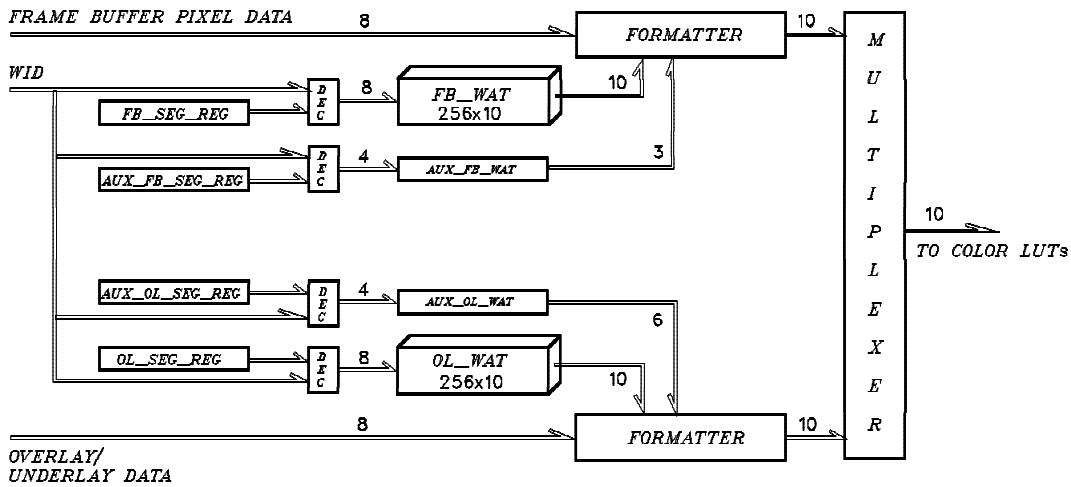 FRAME BUFFER PIXEL DATA
8
FORMATTER
10
WID
DEC
8
FB_WAT
256x10
10
FB_SEG_REG
DEC
4
AUX_FB_WAT
3
AUX_FB_SEG_REG
MULTIPLEXER
10
TO COLOR LUTs
AUX_OL_SEG_REG
DEC
4
AUX_OL_WAT
6
OL_SEG_REG
DEC
8
OL_WAT
256x10
10
8
FORMATTER
10
OVERLAY/
UNDERLAY DATA